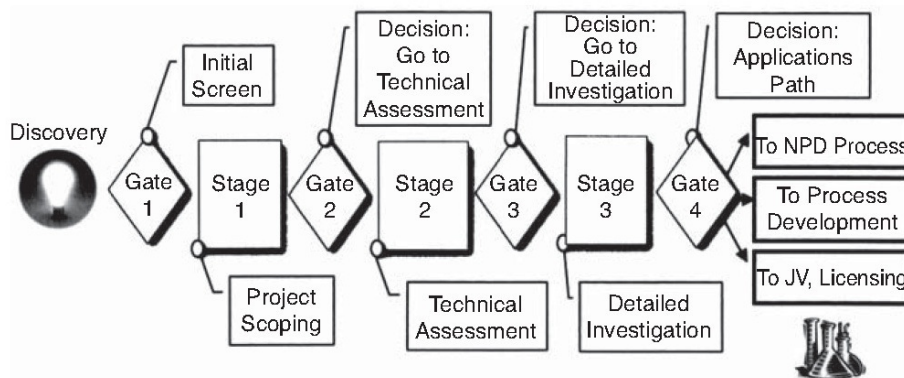 Initial
Screen
Decision:
Go to
Technical
Assessment
Decision:
Go to
Detailed
Investigation
Decision:
Applications
Path
Discovery
Gate
1
Stage
1
Gate
2
Stage
2
Gate
3
Stage
3
Gate
4
To NPD Process
To Process
Development
To JV, Licensing
Project
Scoping
Technical
Assessment
Detailed
Investigation